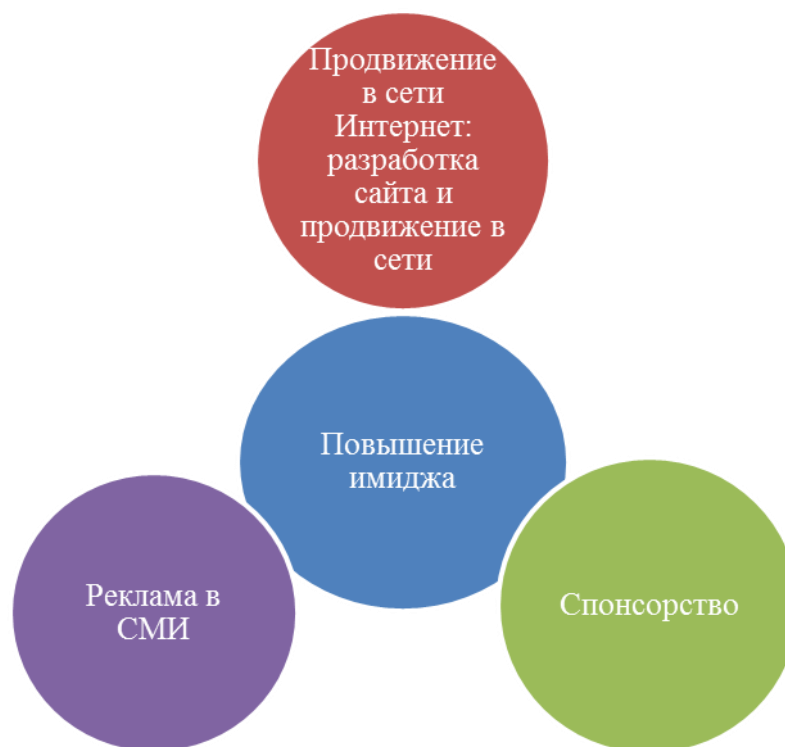 Продвижение
в сети
Интернет:
разработка
сайта и
продвижение в
сети
Повышение
имиджа
Реклама в
СМИ
Спонсорство